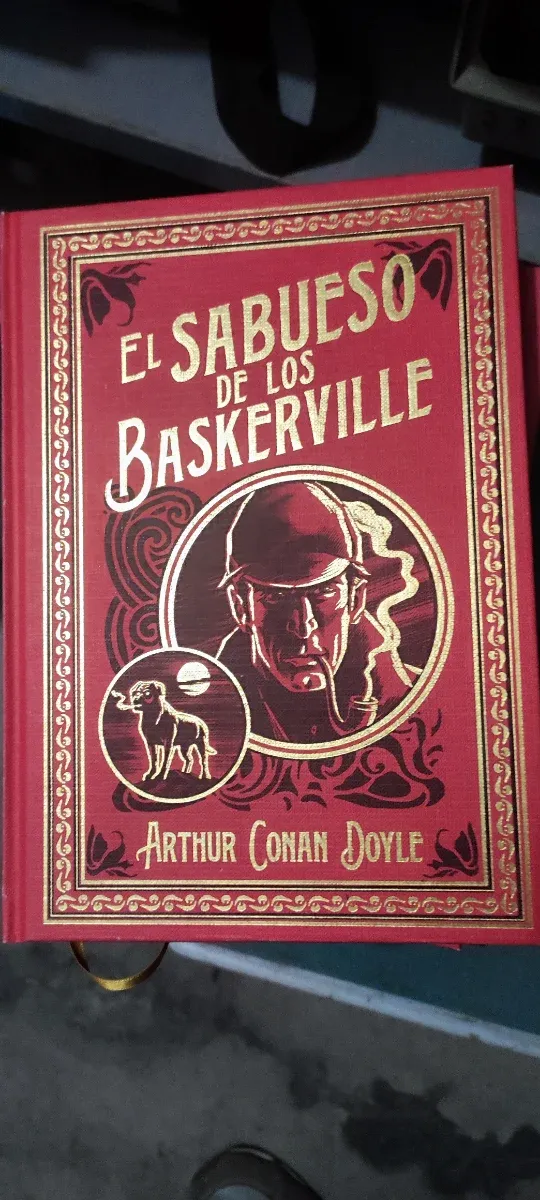 EL SABUESO
DE LOS
BASKERVILLE
ARTHUR CONAN DOYLE